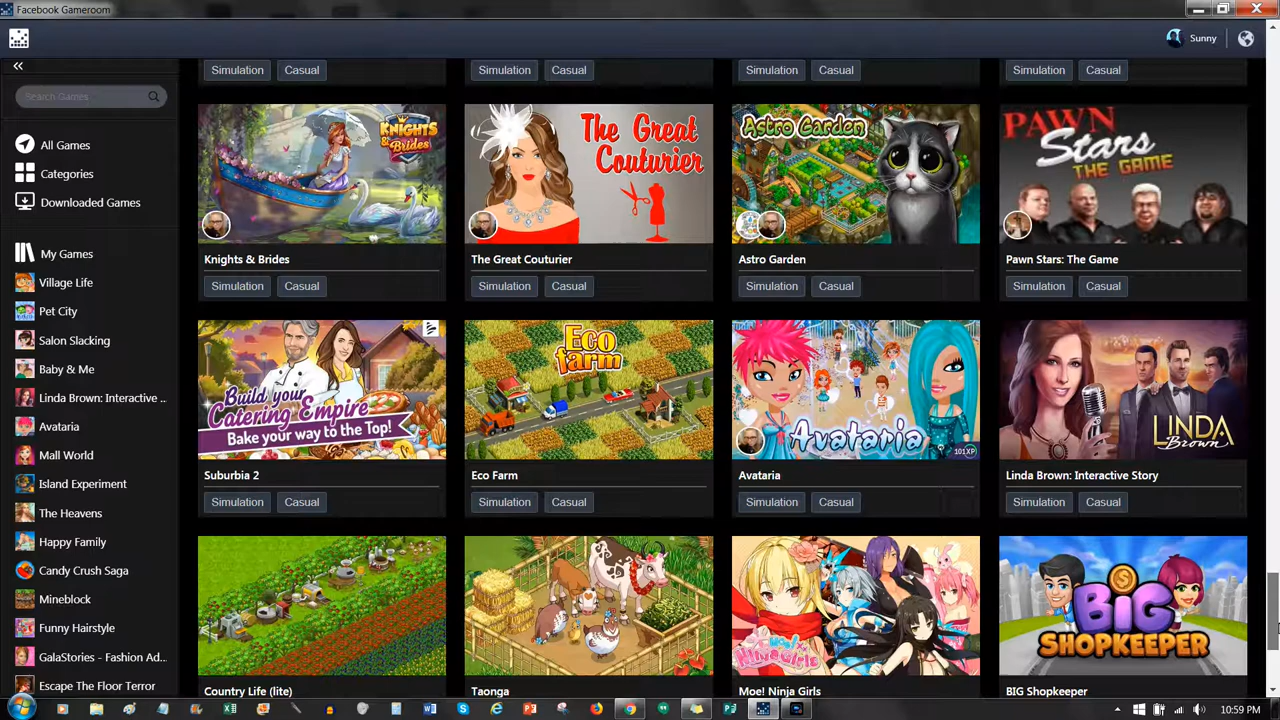 Facebook Gameroom
Sunny
«
Search Games
All Games
Categories
Downloaded Games
My Games
Village Life
Pet City
Salon Slacking
Baby & Me
Linda Brown: Interactive ..
Avataria
Mall World
Island Experiment
The Heavens
Happy Family
Candy Crush Saga
Mineblock
Funny Hairstyle
Galstories - Fashion Ad...
Escape The Floor Terror
Simulation Casual Simulation Casual Simulation Casual Simulation Casual
KNIGHTS & BRIDES
The Great Couturier
Astro Garden
PAWN Stars THE GAME
Knights & Brides The Great Couturier Astro Garden Pawn Stars: The Game
Simulation Casual Simulation Casual Simulation Casual Simulation Casual
Build your Catering Empire
Bake your way to the Top!
Eco farm
Avataria
101XP
LINDA Brown
Suburbia 2 Eco Farm Avataria Linda Brown: Interactive Story
Simulation Casual Simulation Casual Simulation Casual Simulation Casual
Moe! Ninja Girls
BIG SHOPKEEPER
Country Life (lite) Taonga Moe! Ninja Girls BIG Shopkeeper
10:59 PM